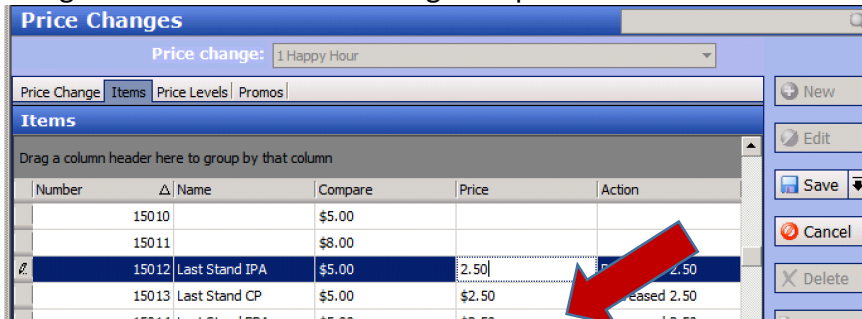 Price Changes
Price change: 1 Happy Hour
Price Change Items Price Levels Promos
New
Items
Edit
Drag a column header here to group by that column
Number Name Compare Price Action
Save
15010 $5.00
15011 $8.00
Cancel
15012 Last Stand IPA $5.00 2.50 2.50
Delete
15013 Last Stand CP $5.00 $2.50 2.50